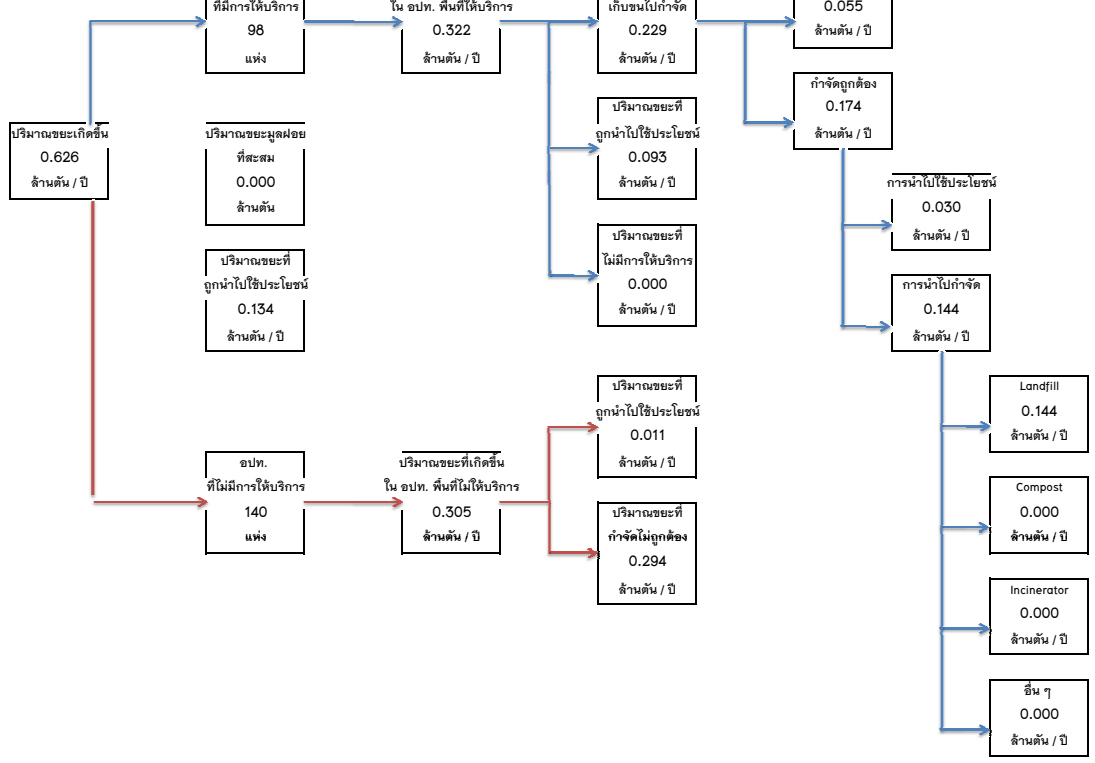 ที่มีการให้บริการ
98
แห่ง
ใน อปท. พื้นที่ให้บริการ
0.322
ล้านตัน / ปี
เก็บขนไปกำจัด
0.229
ล้านตัน / ปี
0.055
ล้านตัน / ปี
กำจัดถูกต้อง
0.174
ล้านตัน / ปี
ปริมาณขยะเกิดขึ้น
0.626
ล้านตัน / ปี
ปริมาณขยะมูลฝอย
ที่สะสม
0.000
ล้านตัน
ปริมาณขยะที่
ถูกนำไปใช้ประโยชน์
0.093
ล้านตัน / ปี
การนำไปใช้ประโยชน์
0.030
ล้านตัน / ปี
ปริมาณขยะที่
ถูกนำไปใช้ประโยชน์
0.134
ล้านตัน / ปี
ปริมาณขยะที่
ไม่มีการให้บริการ
0.000
ล้านตัน / ปี
การนำไปกำจัด
0.144
ล้านตัน / ปี
ปริมาณขยะที่
ถูกนำไปใช้ประโยชน์
0.011
ล้านตัน / ปี
Landfill
0.144
ล้านตัน / ปี
อปท.
ที่ไม่มีการให้บริการ
140
แห่ง
ปริมาณขยะที่เกิดขึ้น
ใน อปท. พื้นที่ไม่ให้บริการ
0.305
ล้านตัน / ปี
ปริมาณขยะที่
กำจัดไม่ถูกต้อง
0.294
ล้านตัน / ปี
Compost
0.000
ล้านตัน / ปี
Incinerator
0.000
ล้านตัน / ปี
อื่น ๆ
0.000
ล้านตัน / ปี